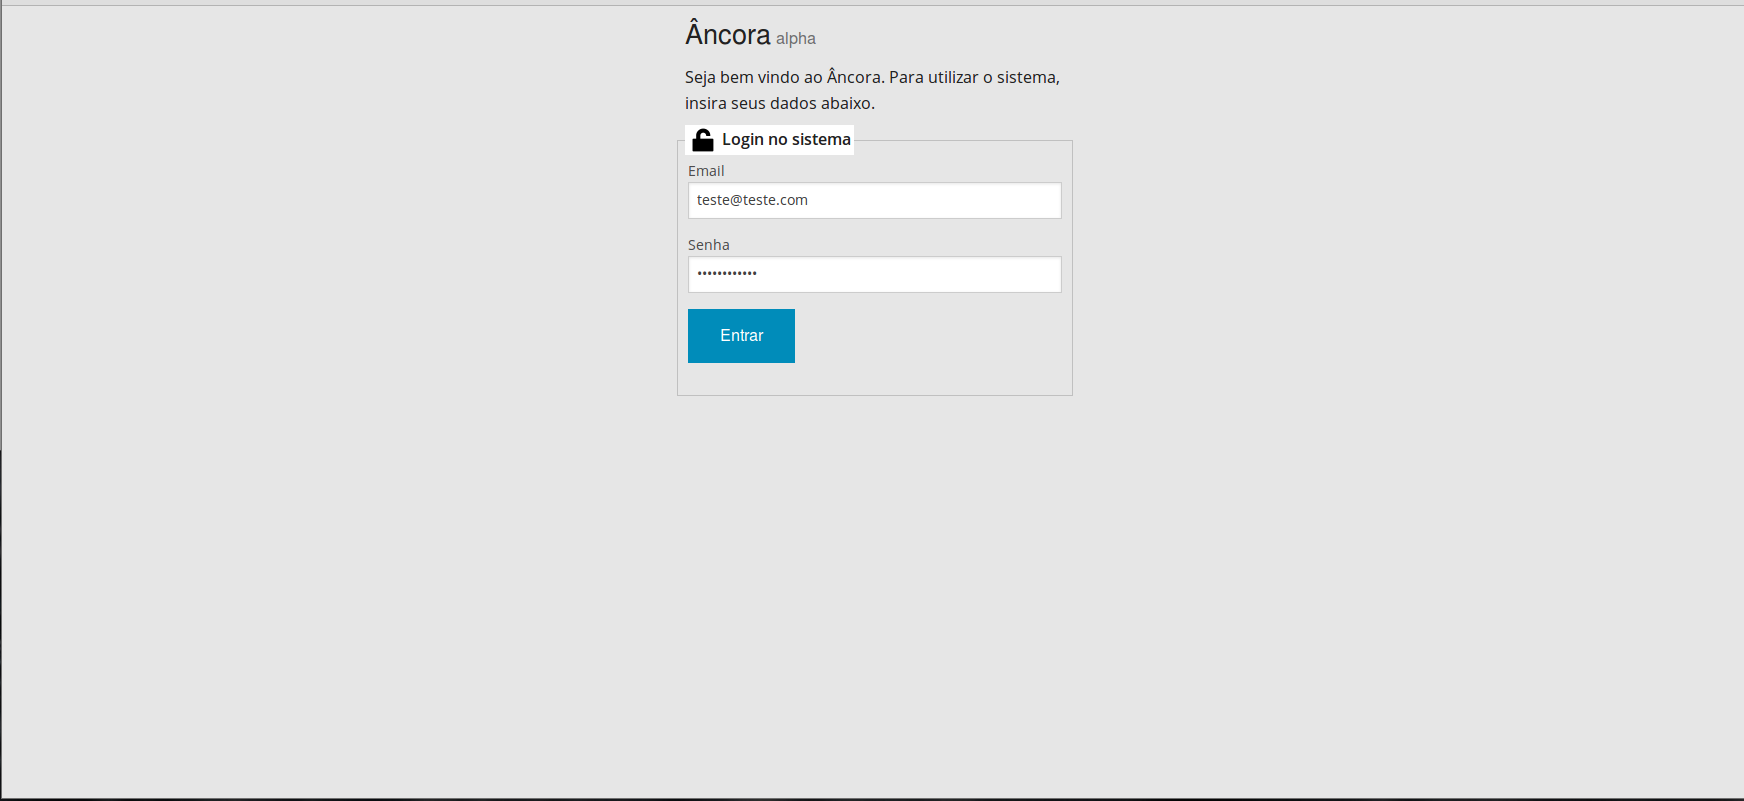 Âncora alpha
Seja bem vindo ao Âncora. Para utilizar o sistema,
insira seus dados abaixo.
Login no sistema
Email
teste@teste.com
Senha
••••••••••••
Entrar